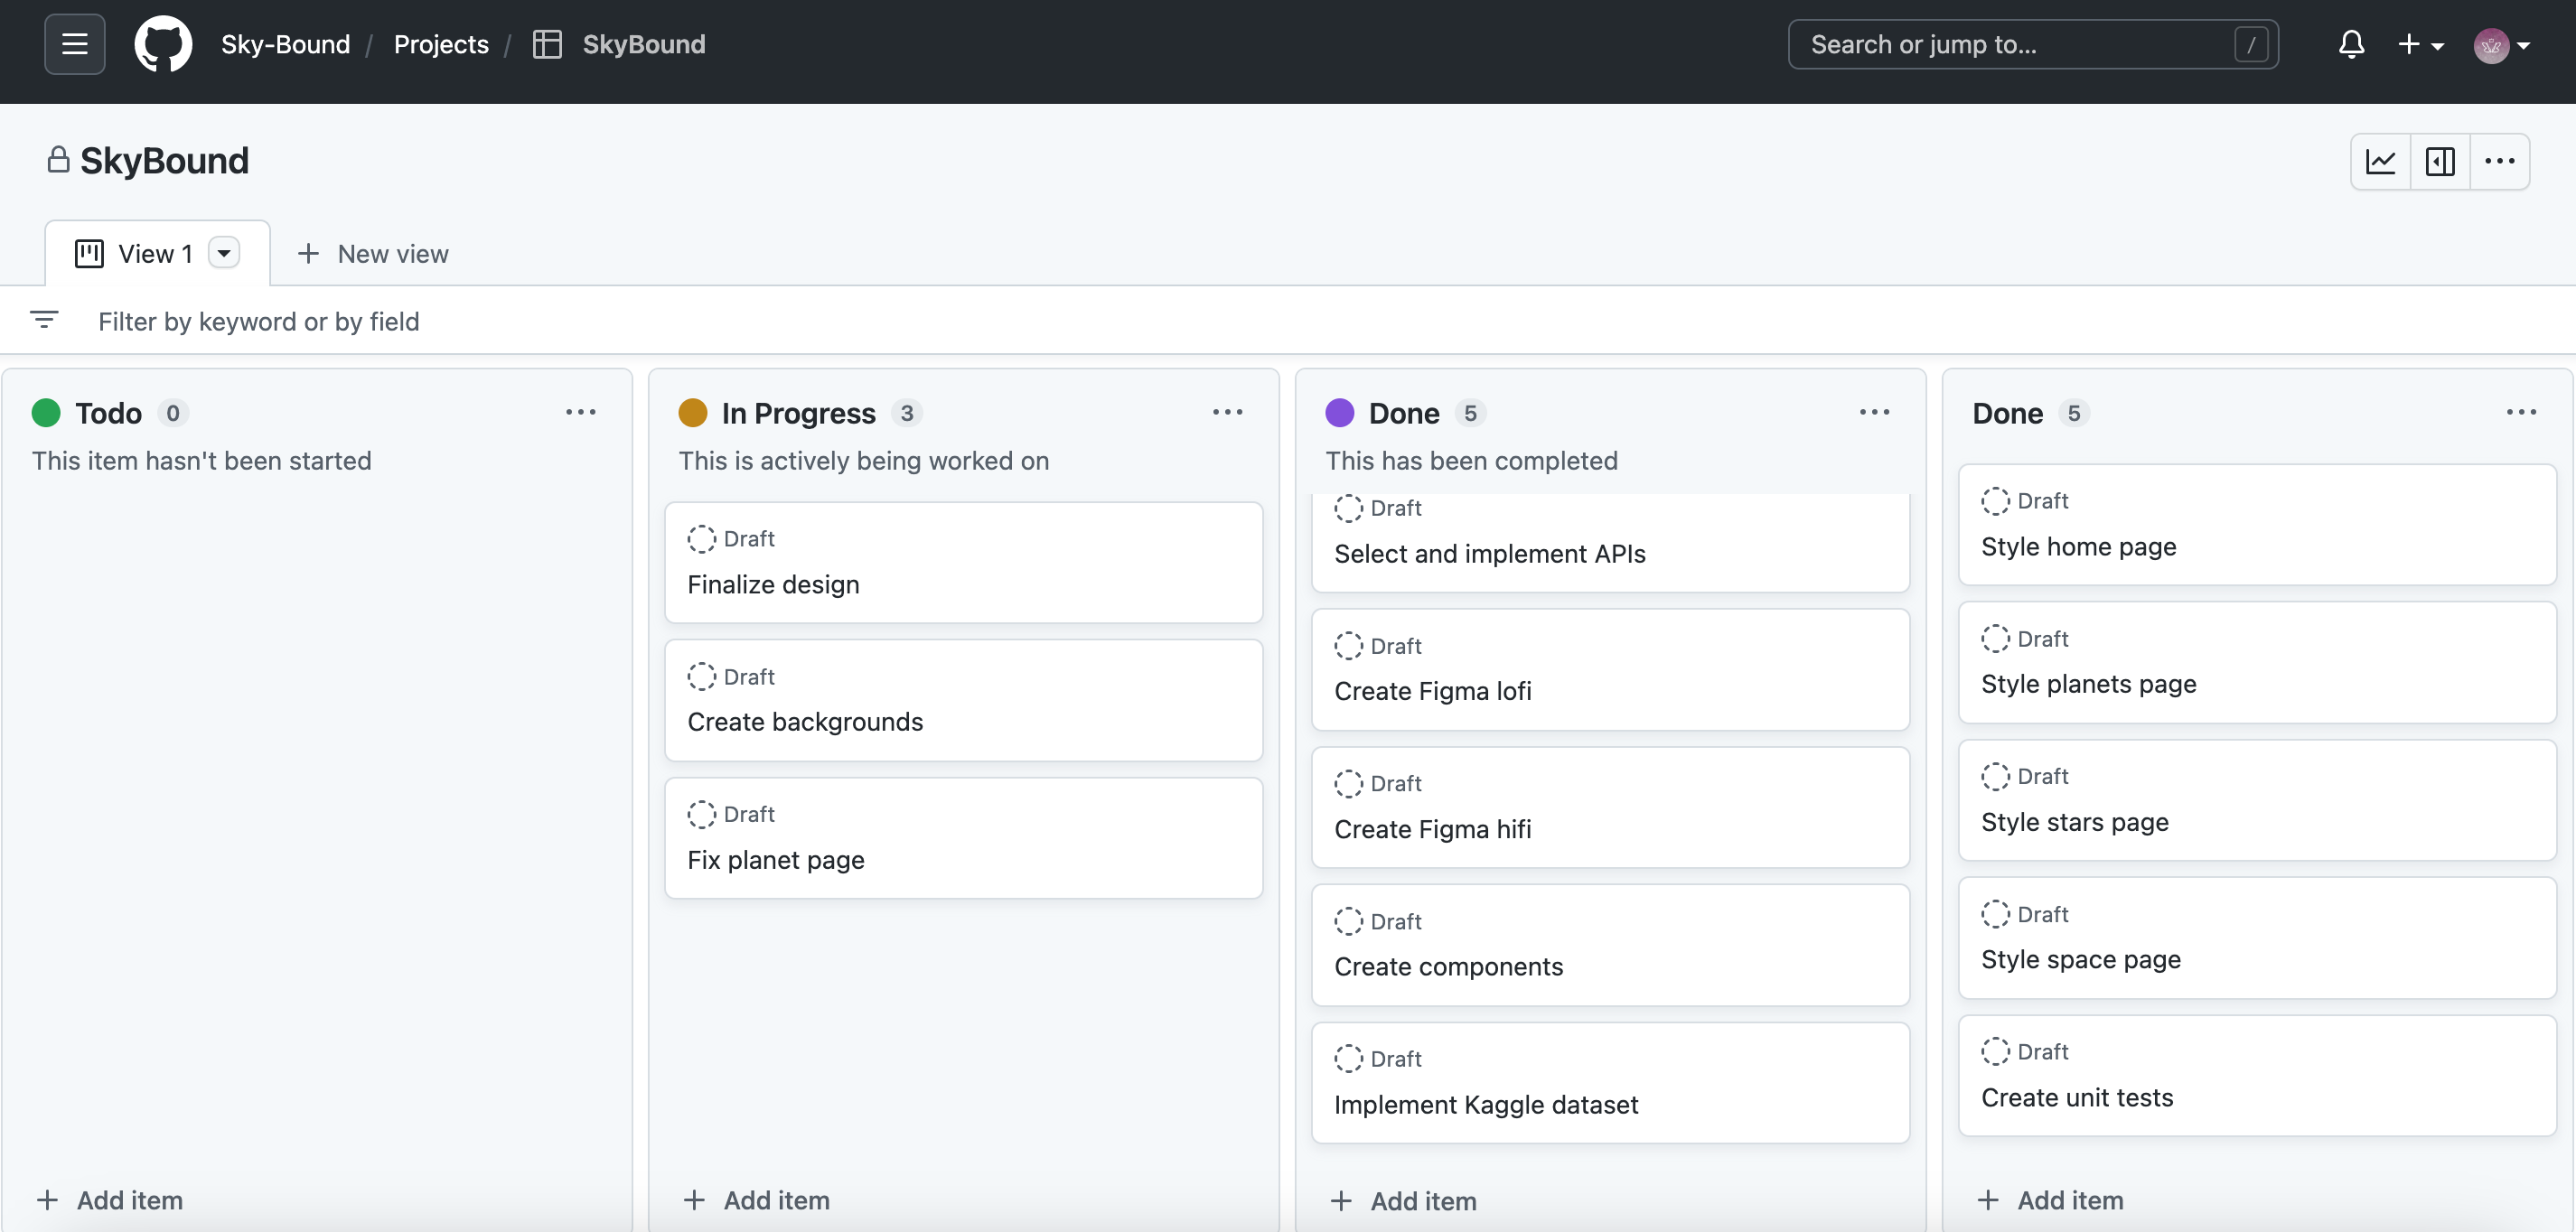 Sky-Bound / Projects / SkyBound
Search or jump to... /
SkyBound
View 1
New view
Filter by keyword or by field
Todo 0
This item hasn't been started
Add item
In Progress 3
This is actively being worked on
Draft
Finalize design
Draft
Create backgrounds
Draft
Fix planet page
Add item
Done 5
This has been completed
Draft
Select and implement APIs
Draft
Create Figma lofi
Draft
Create Figma hifi
Draft
Create components
Draft
Implement Kaggle dataset
Add item
Done 5
Draft
Style home page
Draft
Style planets page
Draft
Style stars page
Draft
Style space page
Draft
Create unit tests
Add item